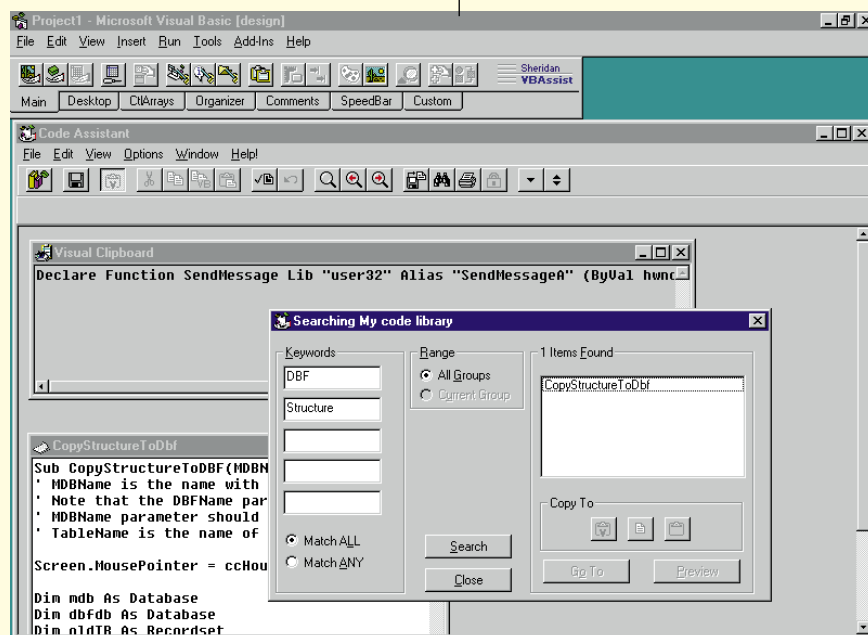 Project1 - Microsoft Visual Basic [design]
File Edit View Insert Run Tools Add-Ins Help
Sheridan
VBAssist
Main Desktop CtlArrays Organizer Comments SpeedBar Custom
Code Assistant
File Edit View Options Window Help!
Visual Clipboard
Declare Function SendMessage Lib "user32" Alias "SendMessageA" (ByVal hwnd
Searching My code library
Keywords
DBF
Structure
Match ALL
Match ANY
Range
All Groups
Current Group
Search
Close
1 Items Found
CopyStructureToDbf
Copy To
Go To
Preview
CopyStructureToDbf
Sub CopyStructureToDBF(MDBN
' MDBName is the name with
' Note that the DBFName par
' MDBName parameter should
' TableName is the name of
Screen.MousePointer = ccHou
Dim mdb As Database
Dim dbfdb As Database
Dim oldTB As Recordset